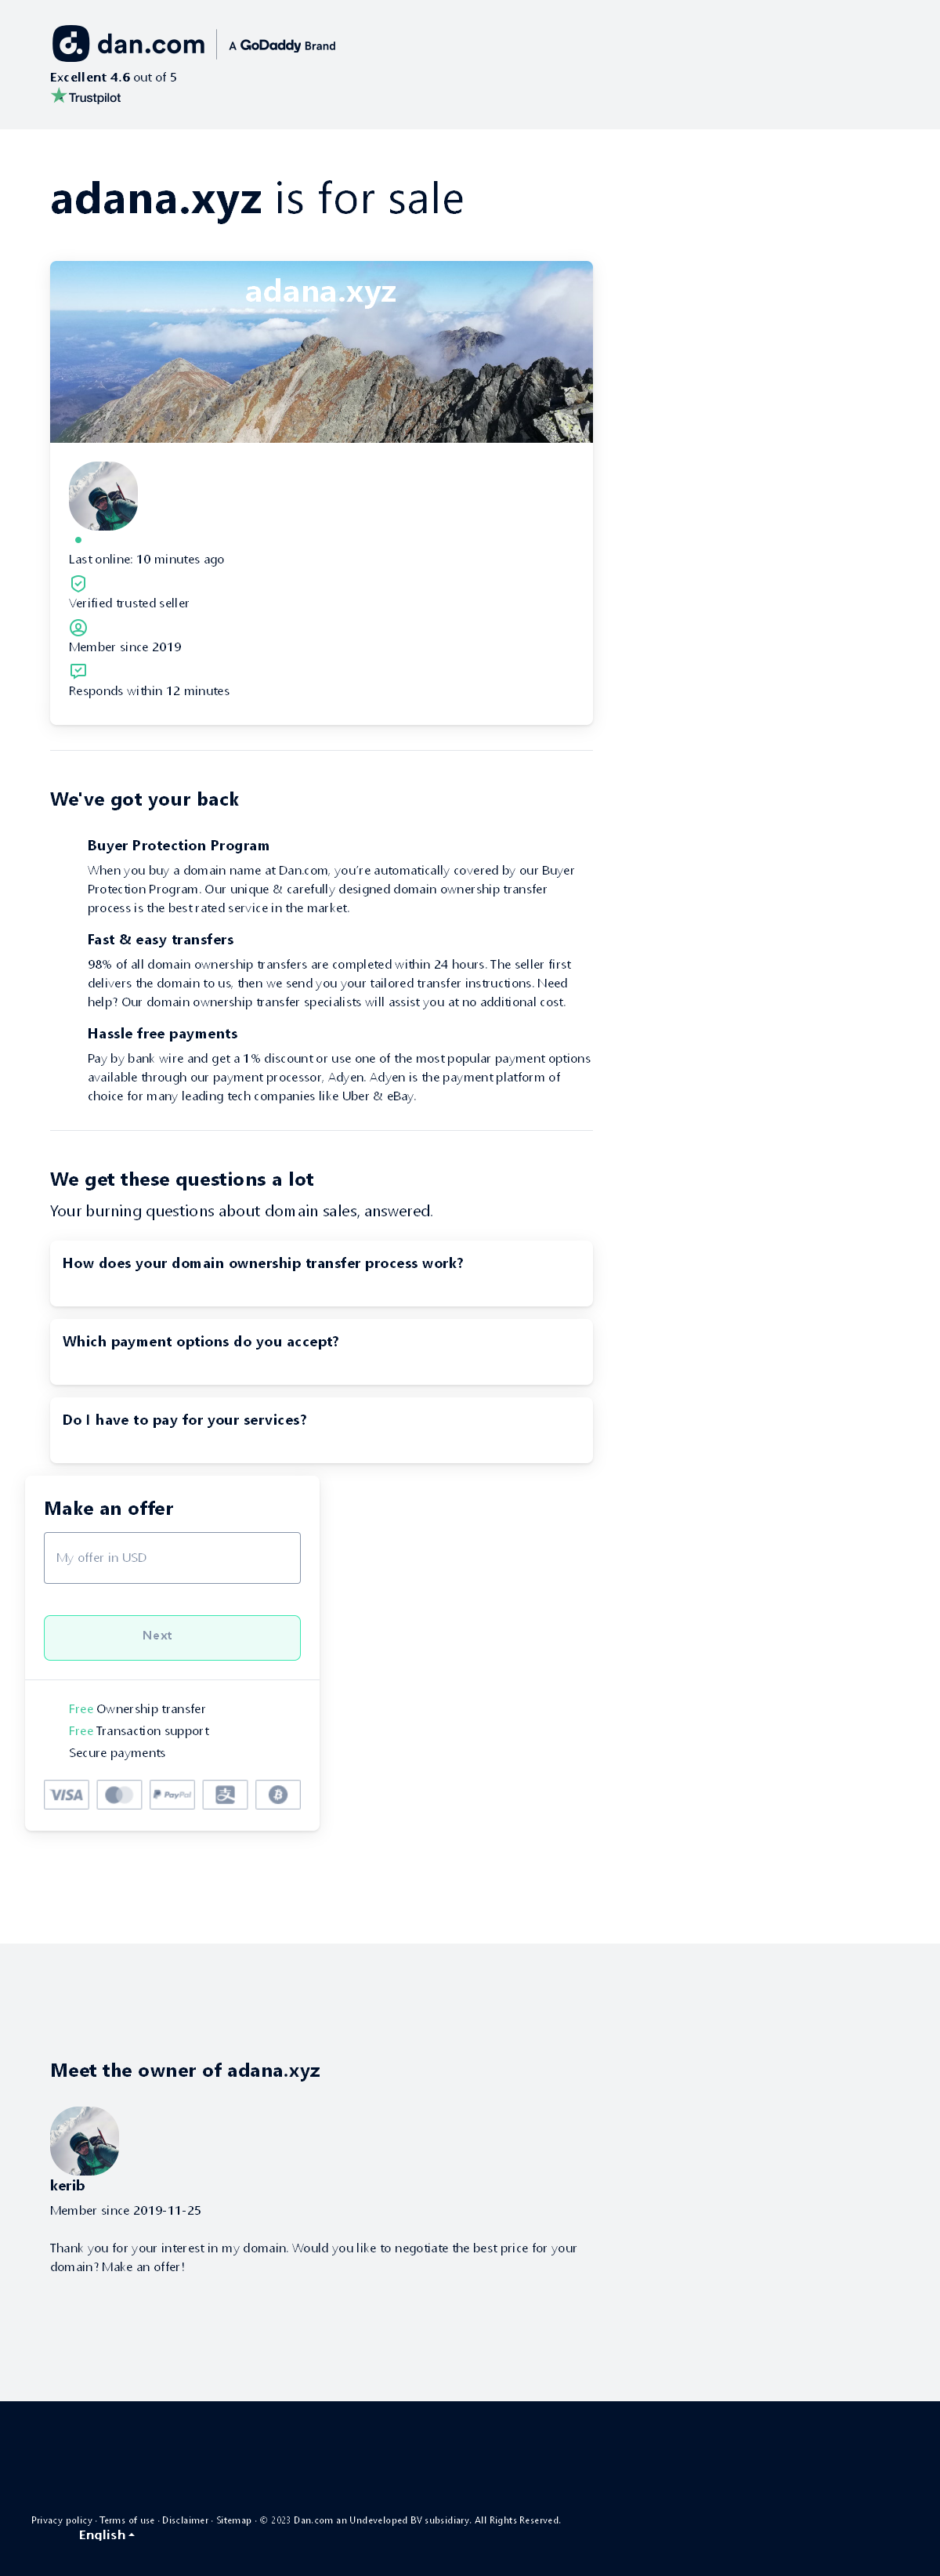 dan.com A GoDaddy Brand
Excellent 4.6 out of 5
Trustpilot
adana.xyz is for sale
adana.xyz
Last online: 10 minutes ago
Verified trusted seller
Member since 2019
Responds within 12 minutes
We've got your back
Buyer Protection Program
When you buy a domain name at Dan.com, you’re automatically covered by our Buyer
Protection Program. Our unique & carefully designed domain ownership transfer
process is the best rated service in the market.
Fast & easy transfers
98% of all domain ownership transfers are completed within 24 hours. The seller first
delivers the domain to us, then we send you your tailored transfer instructions. Need
help? Our domain ownership transfer specialists will assist you at no additional cost.
Hassle free payments
Pay by bank wire and get a 1% discount or use one of the most popular payment options
available through our payment processor, Adyen. Adyen is the payment platform of
choice for many leading tech companies like Uber & eBay.
We get these questions a lot
Your burning questions about domain sales, answered.
How does your domain ownership transfer process work?
Which payment options do you accept?
Do I have to pay for your services?
Make an offer
My offer in USD
Next
Free Ownership transfer
Free Transaction support
Secure payments
VISA PayPal
Meet the owner of adana.xyz
kerib
Member since 2019-11-25
Thank you for your interest in my domain. Would you like to negotiate the best price for your
domain? Make an offer!
Privacy policy · Terms of use · Disclaimer · Sitemap · © 2023 Dan.com an Undeveloped BV subsidiary. All Rights Reserved.
English